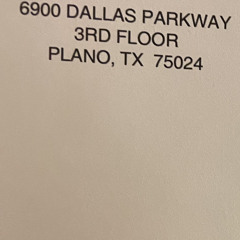 6900 DALLAS PARKWAY
3RD FLOOR
PLANO, TX  75024